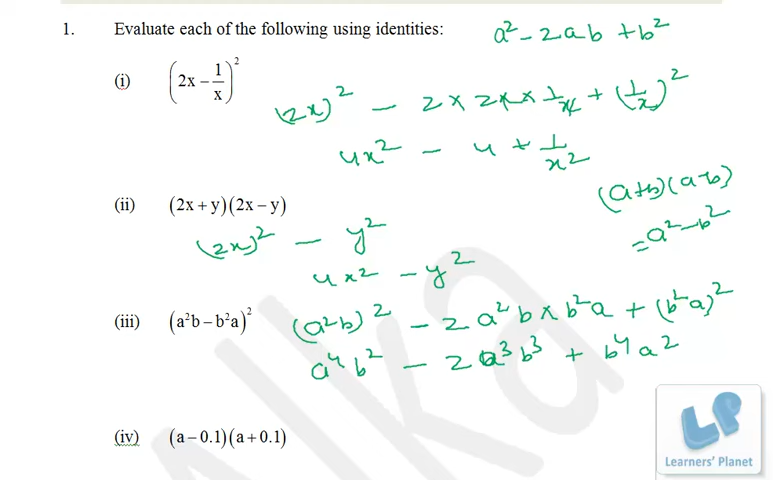 1. Evaluate each of the following using identities: a² - 2ab + b²
(i) (2x - 1/x)²
(2x)² - 2 × 2x × 1/x + (1/x)²
4x² - 4 + 1/x²
(a+b)(a-b)
(ii) (2x + y)(2x - y)
= a² - b²
(2x)² - y²
4x² - y²
(iii) (a²b - b²a)² (a²b)² - 2a²b × b²a + (b²a)²
a⁴b² - 2a³b³ + b⁴a²
(iv) (a - 0.1)(a + 0.1)
Alka
LP
Learners' Planet